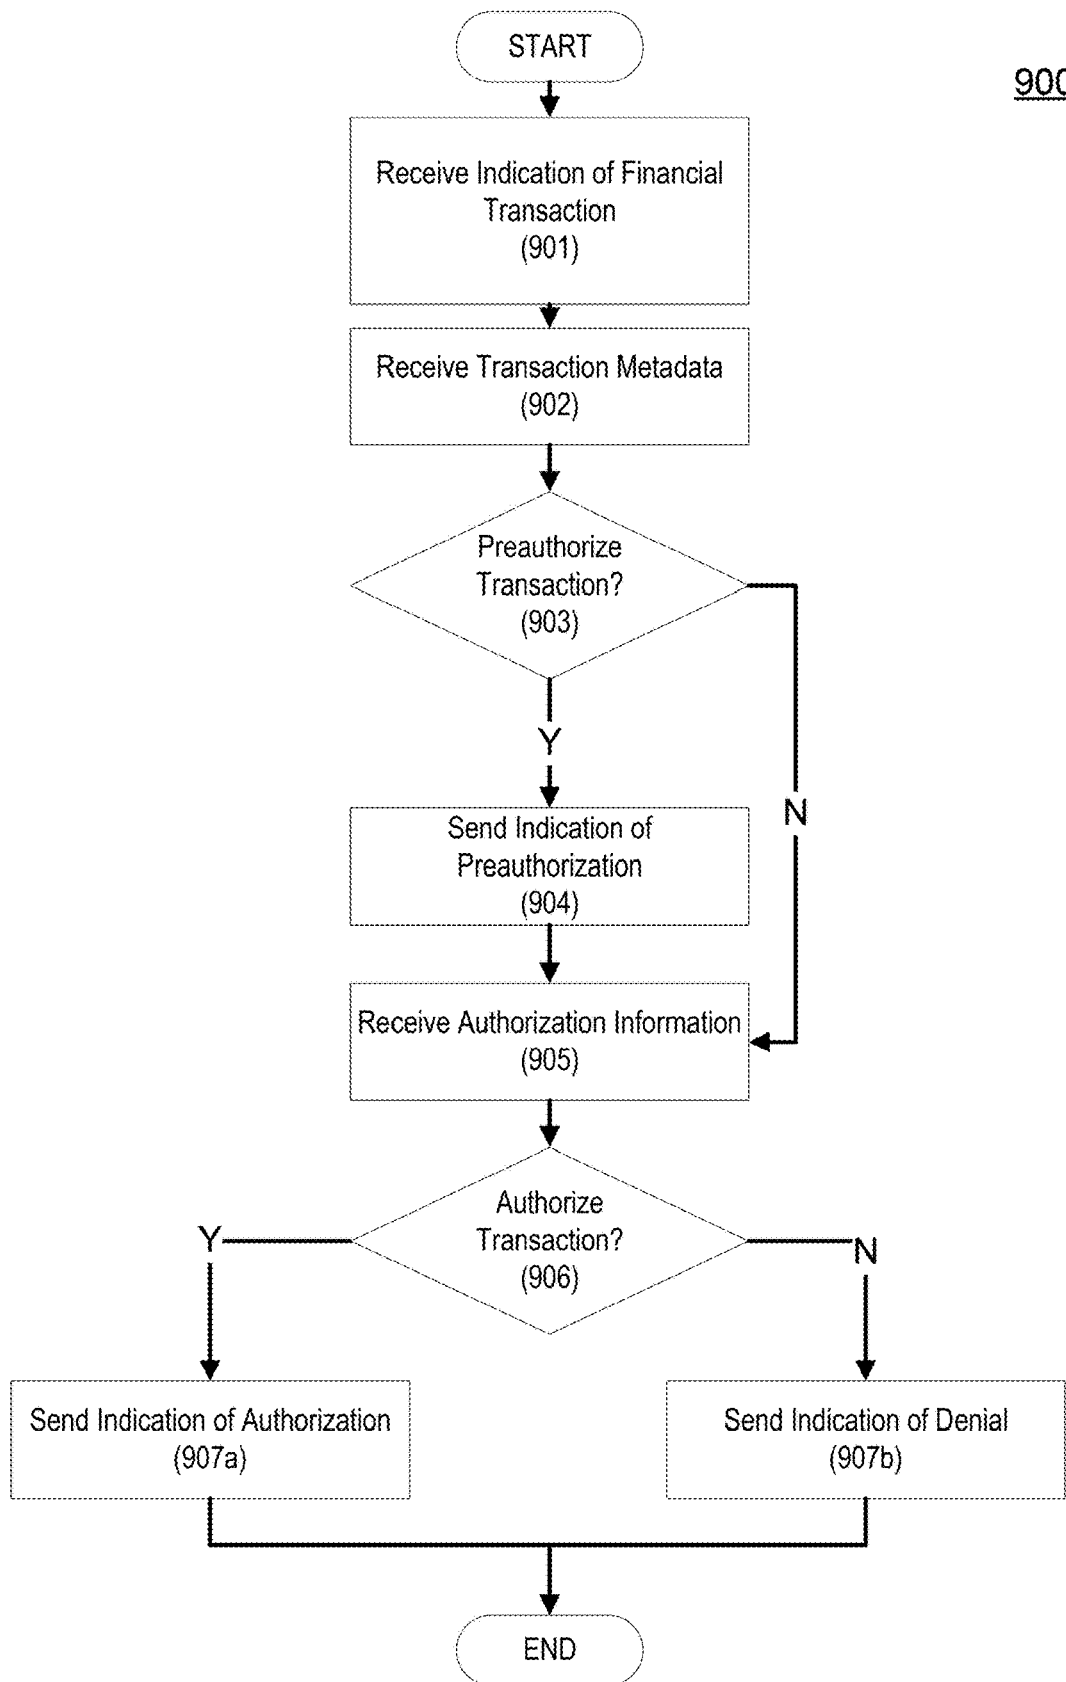 START
900
Receive Indication of Financial
Transaction
(901)
Receive Transaction Metadata
(902)
Preauthorize
Transaction?
(903)
Y
N
Send Indication of
Preauthorization
(904)
Receive Authorization Information
(905)
Authorize
Transaction?
(906)
Y
N
Send Indication of Authorization
(907a)
Send Indication of Denial
(907b)
END